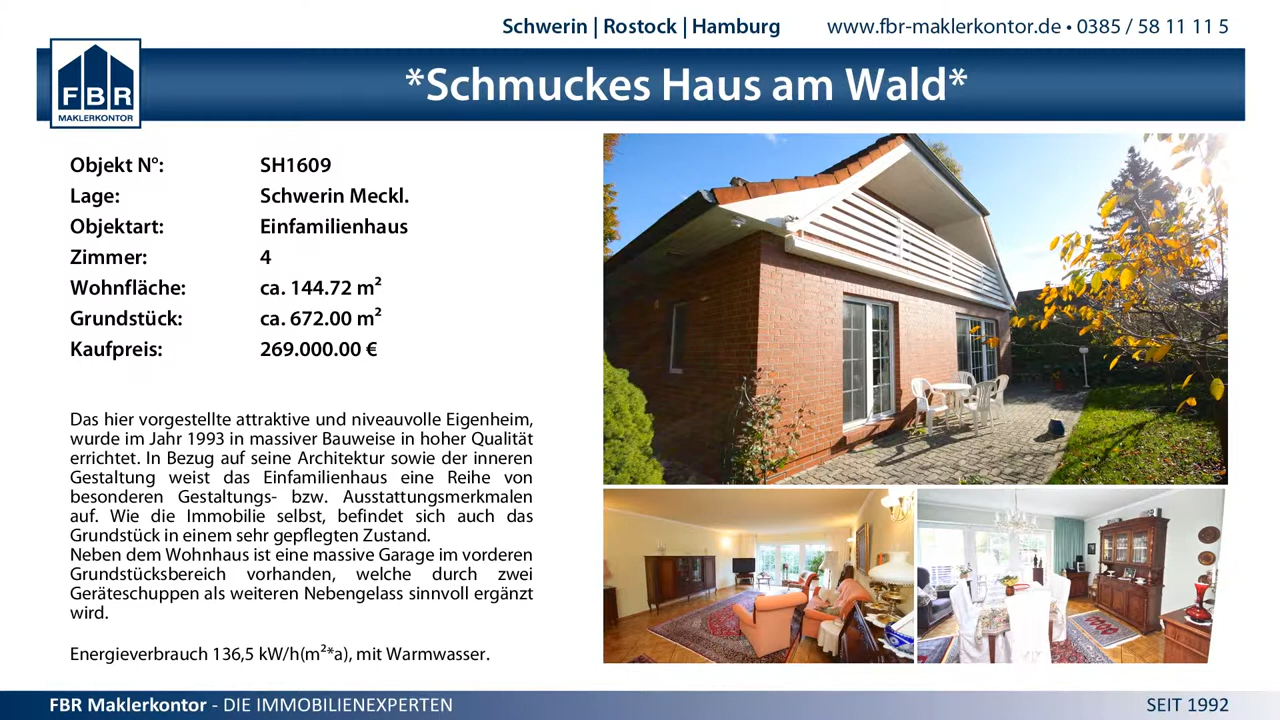 Schwerin | Rostock | Hamburg www.fbr-maklerkontor.de • 0385 / 58 11 11 5
FBR
MAKLERKONTOR
*Schmuckes Haus am Wald*
Objekt N°: SH1609
Lage: Schwerin Meckl.
Objektart: Einfamilienhaus
Zimmer: 4
Wohnfläche: ca. 144.72 m²
Grundstück: ca. 672.00 m²
Kaufpreis: 269.000.00 €
Das hier vorgestellte attraktive und niveauvolle Eigenheim,
wurde im Jahr 1993 in massiver Bauweise in hoher Qualität
errichtet. In Bezug auf seine Architektur sowie der inneren
Gestaltung weist das Einfamilienhaus eine Reihe von
besonderen Gestaltungs- bzw. Ausstattungsmerkmalen
auf. Wie die Immobilie selbst, befindet sich auch das
Grundstück in einem sehr gepflegten Zustand.
Neben dem Wohnhaus ist eine massive Garage im vorderen
Grundstücksbereich vorhanden, welche durch zwei
Geräteschuppen als weiteren Nebengelass sinnvoll ergänzt
wird.
Energieverbrauch 136,5 kW/h(m²*a), mit Warmwasser.
FBR Maklerkontor - DIE IMMOBILIENEXPERTEN SEIT 1992